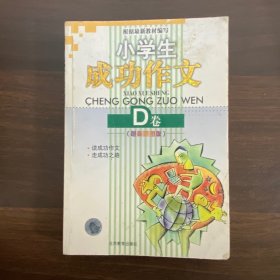 根据最新教材编写
小学生
成功作文
XIAO XUE SHENG
CHENG GONG ZUO WEN
D卷
·读成功作文
·走成功之路